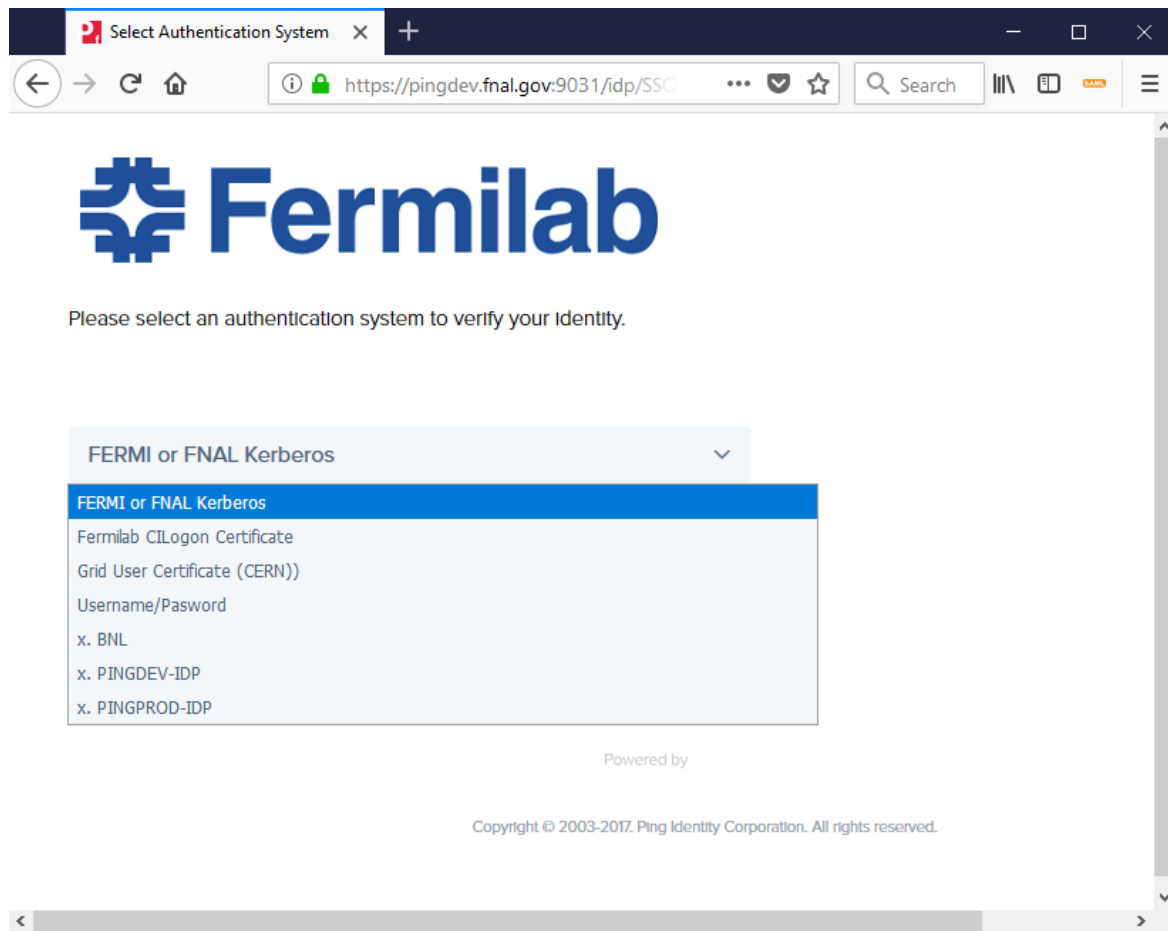 Select Authentication System
https://pingdev.fnal.gov:9031/idp/SSO
Search
SAML
Fermilab
Please select an authentication system to verify your identity.
FERMI or FNAL Kerberos
FERMI or FNAL Kerberos
Fermilab CILogon Certificate
Grid User Certificate (CERN))
Username/Pasword
x. BNL
x. PINGDEV-IDP
x. PINGPROD-IDP
Powered by
Copyright © 2003-2017. Ping Identity Corporation. All rights reserved.